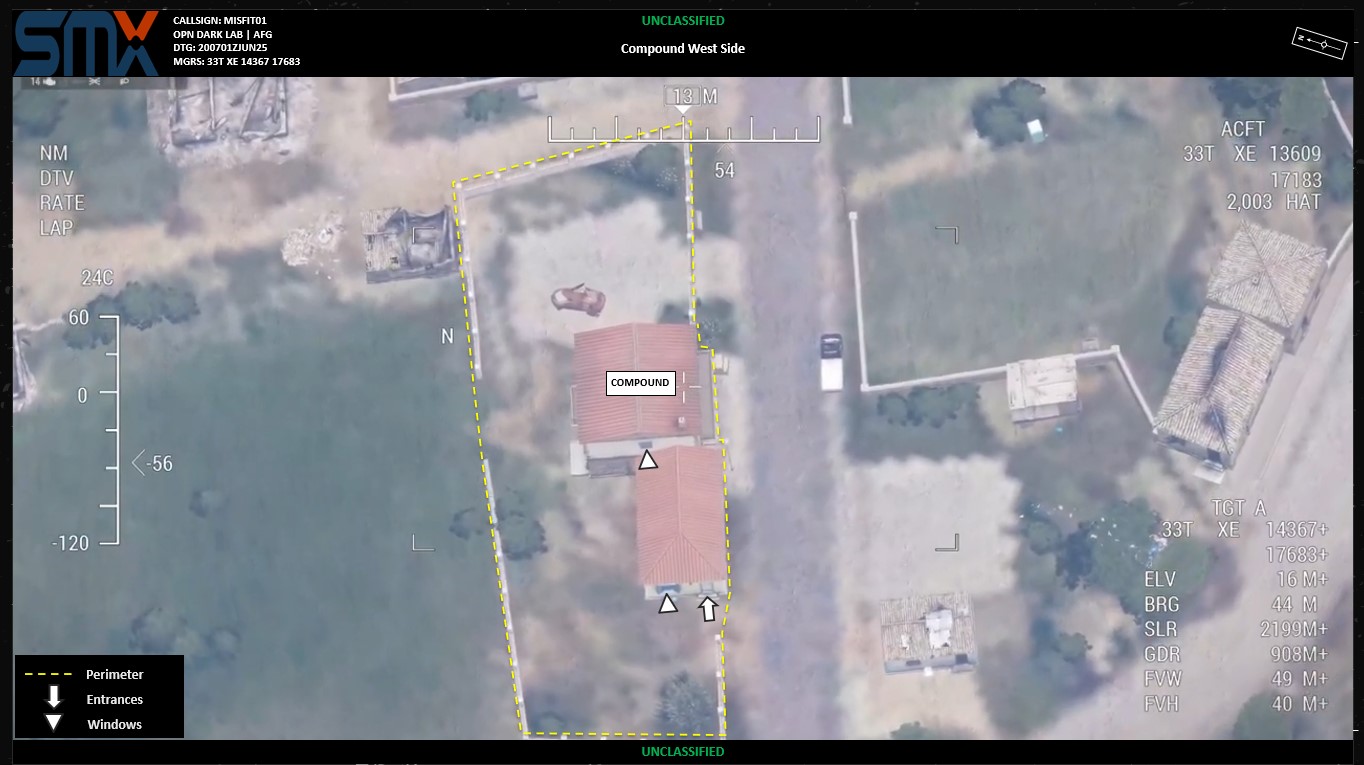 SMX
CALLSIGN: MISFIT01
OPN DARK LAB | AFG
DTG: 200701ZJUN25
MGRS: 33T XE 14367 17683
UNCLASSIFIED
Compound West Side
N
14
13 M
54
NM
DTV
RATE
LAP
24C
60
0
-56
-120
N
COMPOUND
ACFT
33T XE 13609
17183
2,003 HAT
TGT A
33T XE 14367+
17683+
ELV 16 M+
BRG 44 M
SLR 2199M+
GDR 908M+
FVW 49 M+
FVH 40 M+
Perimeter
Entrances
Windows
UNCLASSIFIED